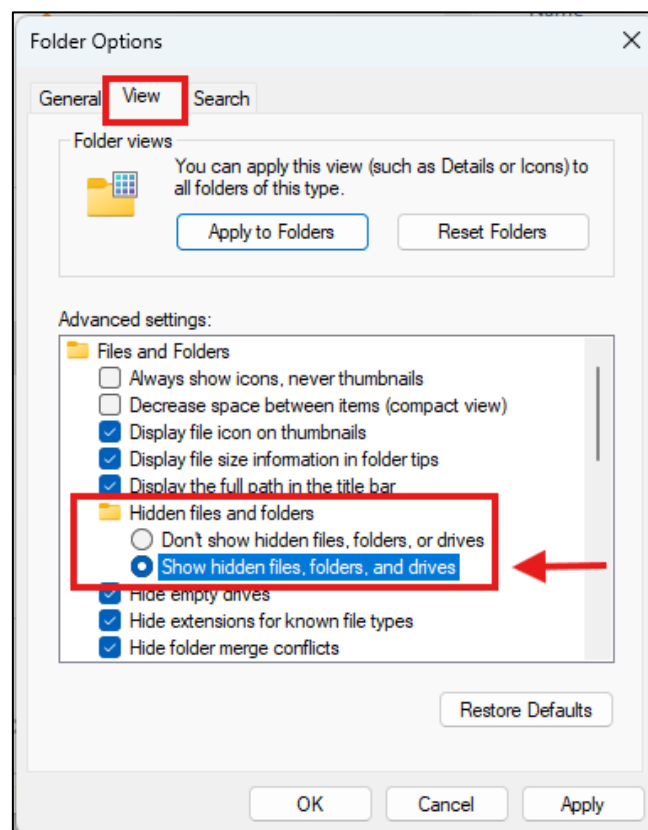 Folder Options
General View Search
Folder views
You can apply this view (such as Details or Icons) to
all folders of this type.
Apply to Folders Reset Folders
Advanced settings:
Files and Folders
Always show icons, never thumbnails
Decrease space between items (compact view)
Display file icon on thumbnails
Display file size information in folder tips
Display the full path in the title bar
Hidden files and folders
Don't show hidden files, folders, or drives
Show hidden files, folders, and drives
Hide empty drives
Hide extensions for known file types
Hide folder merge conflicts
Restore Defaults
OK Cancel Apply